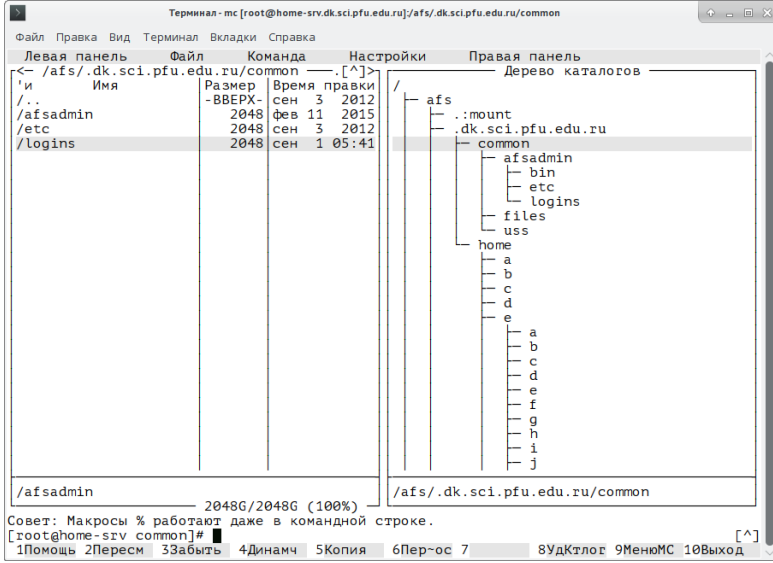 Терминал - mc [root@home-srv.dk.sci.pfu.edu.ru]:/afs/.dk.sci.pfu.edu.ru/common
Файл Правка Вид Терминал Вкладки Справка
Левая панель Файл Команда Настройки Правая панель
<— /afs/.dk.sci.pfu.edu.ru/common —.[^]>
Дерево каталогов
'и Имя Размер Время правки
/
/.. -ВВЕРХ- сен 3 2012
afs
/afsadmin 2048 фев 11 2015
.:mount
/etc 2048 сен 3 2012
.dk.sci.pfu.edu.ru
/logins 2048 сен 1 05:41
common
afsadmin
bin
etc
logins
files
uss
home
a
b
c
d
e
a
b
c
d
e
f
g
h
i
j
/afsadmin
/afs/.dk.sci.pfu.edu.ru/common
2048G/2048G (100%)
Совет: Макросы % работают даже в командной строке.
[root@home-srv common]# [^]
1Помощь 2Пересм 3Забыть 4Динамч 5Копия 6Пер~ос 7 8УдКтлог 9МенюМС 10Выход